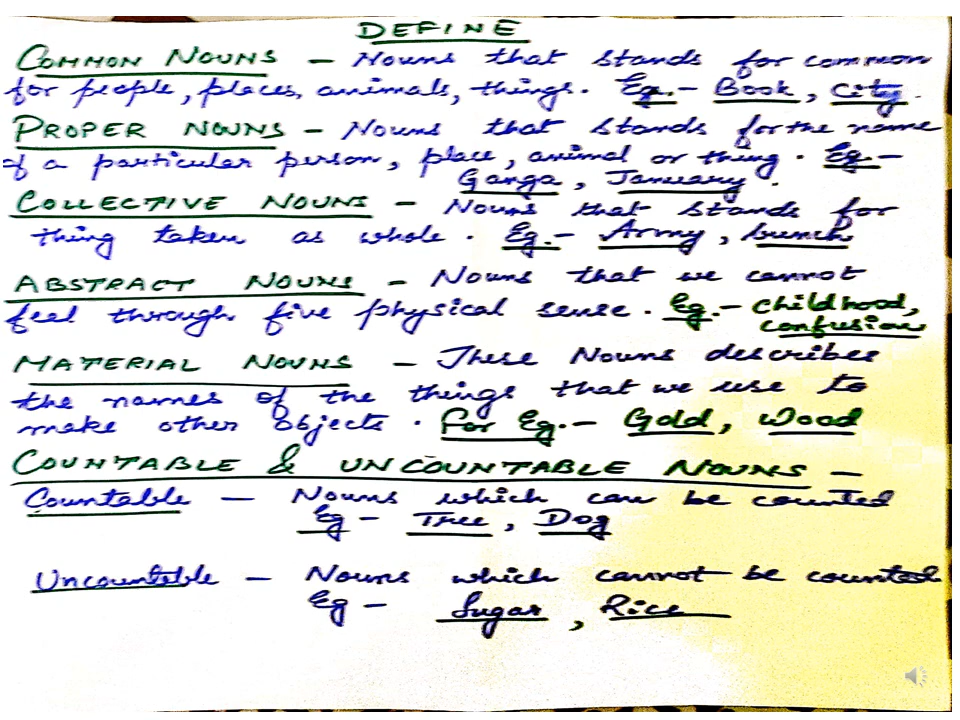 DEFINE
COMMON NOUNS - Nouns that stands for common
for people, places, animals, things. Eg.- Book, City.
PROPER NOUNS - Nouns that stands for the name
of a particular person, place, animal or thing. Eg.-
Ganga, January.
COLLECTIVE NOUNS - Nouns that stands for
thing taken as whole. Eg.- Army, bunch
ABSTRACT NOUNS - Nouns that we cannot
feel through five physical sense. Eg.- Childhood,
confusion
MATERIAL NOUNS - These Nouns describes
the names of the things that we use to
make other objects. For Eg.- Gold, Wood
COUNTABLE & UNCOUNTABLE NOUNS -
Countable - Nouns which can be counted
Eg - Tree, Dog
Uncountable - Nouns which cannot be counted
Eg - Sugar, Rice